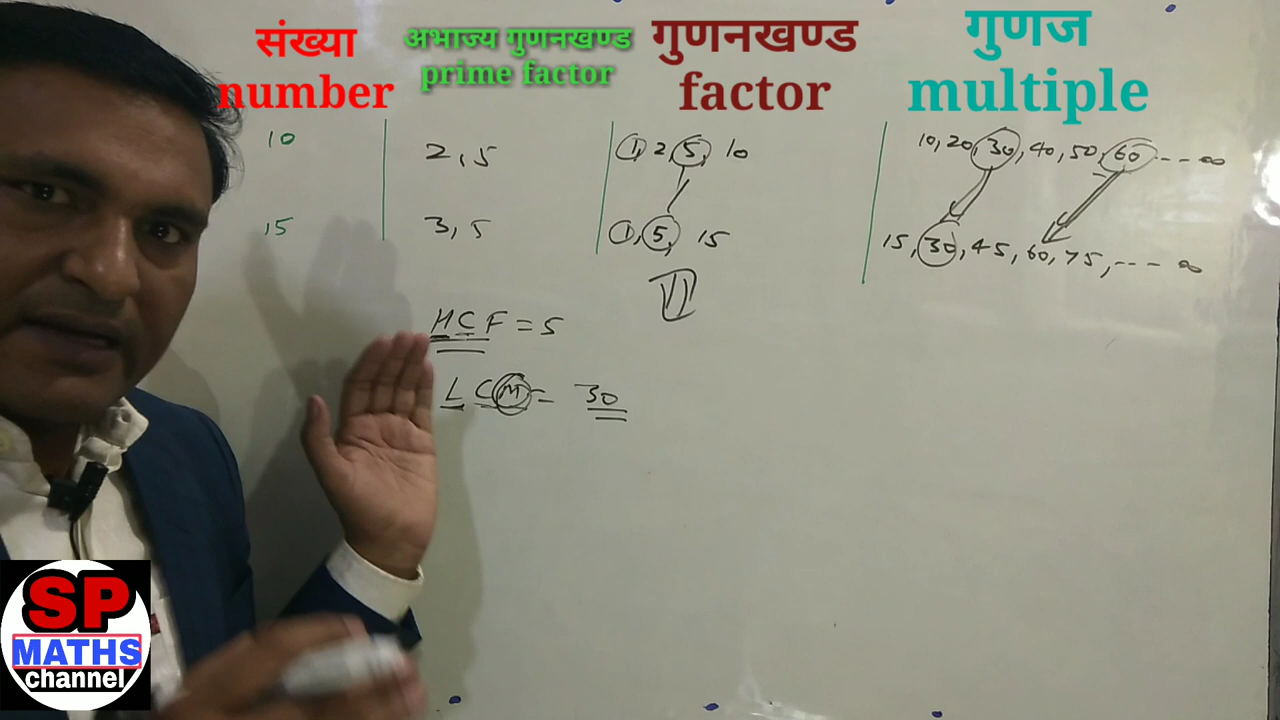 संख्या
number
अभाज्य गुणनखण्ड
prime factor
गुणनखण्ड
factor
गुणज
multiple
10
2, 5
1, 2, 5, 10
10, 20, 30, 40, 50, 60 - - - ∞
15
3, 5
1, 5, 15
15, 30, 45, 60, 75, - - - ∞
HCF = 5
LCM = 30
SP
MATHS
channel